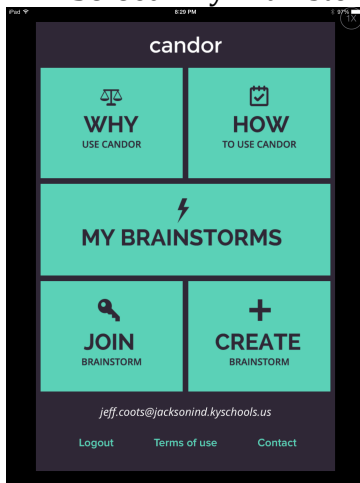 iPad
8:29 PM
97%
1X
candor
WHY
USE CANDOR
HOW
TO USE CANDOR
MY BRAINSTORMS
JOIN
BRAINSTORM
CREATE
BRAINSTORM
jeff.coots@jacksonind.kyschools.us
Logout Terms of use Contact